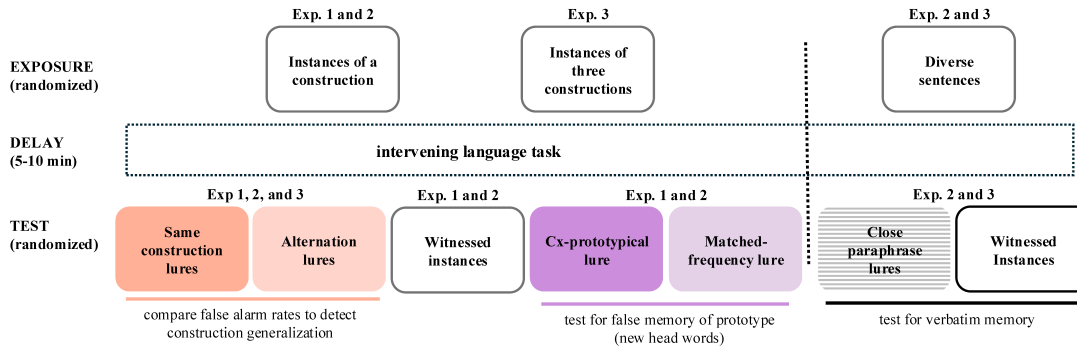 Exp. 1 and 2
Exp. 3
Exp. 2 and 3
EXPOSURE
(randomized)
Instances of a
construction
Instances of
three
constructions
Diverse
sentences
DELAY
(5-10 min)
intervening language task
Exp 1, 2, and 3
Exp. 1 and 2
Exp. 1 and 2
Exp. 2 and 3
TEST
(randomized)
Same
construction
lures
Alternation
lures
Witnessed
instances
Cx-prototypical
lure
Matched-
frequency lure
Close
paraphrase
lures
Witnessed
Instances
compare false alarm rates to detect
construction generalization
test for false memory of prototype
(new head words)
test for verbatim memory